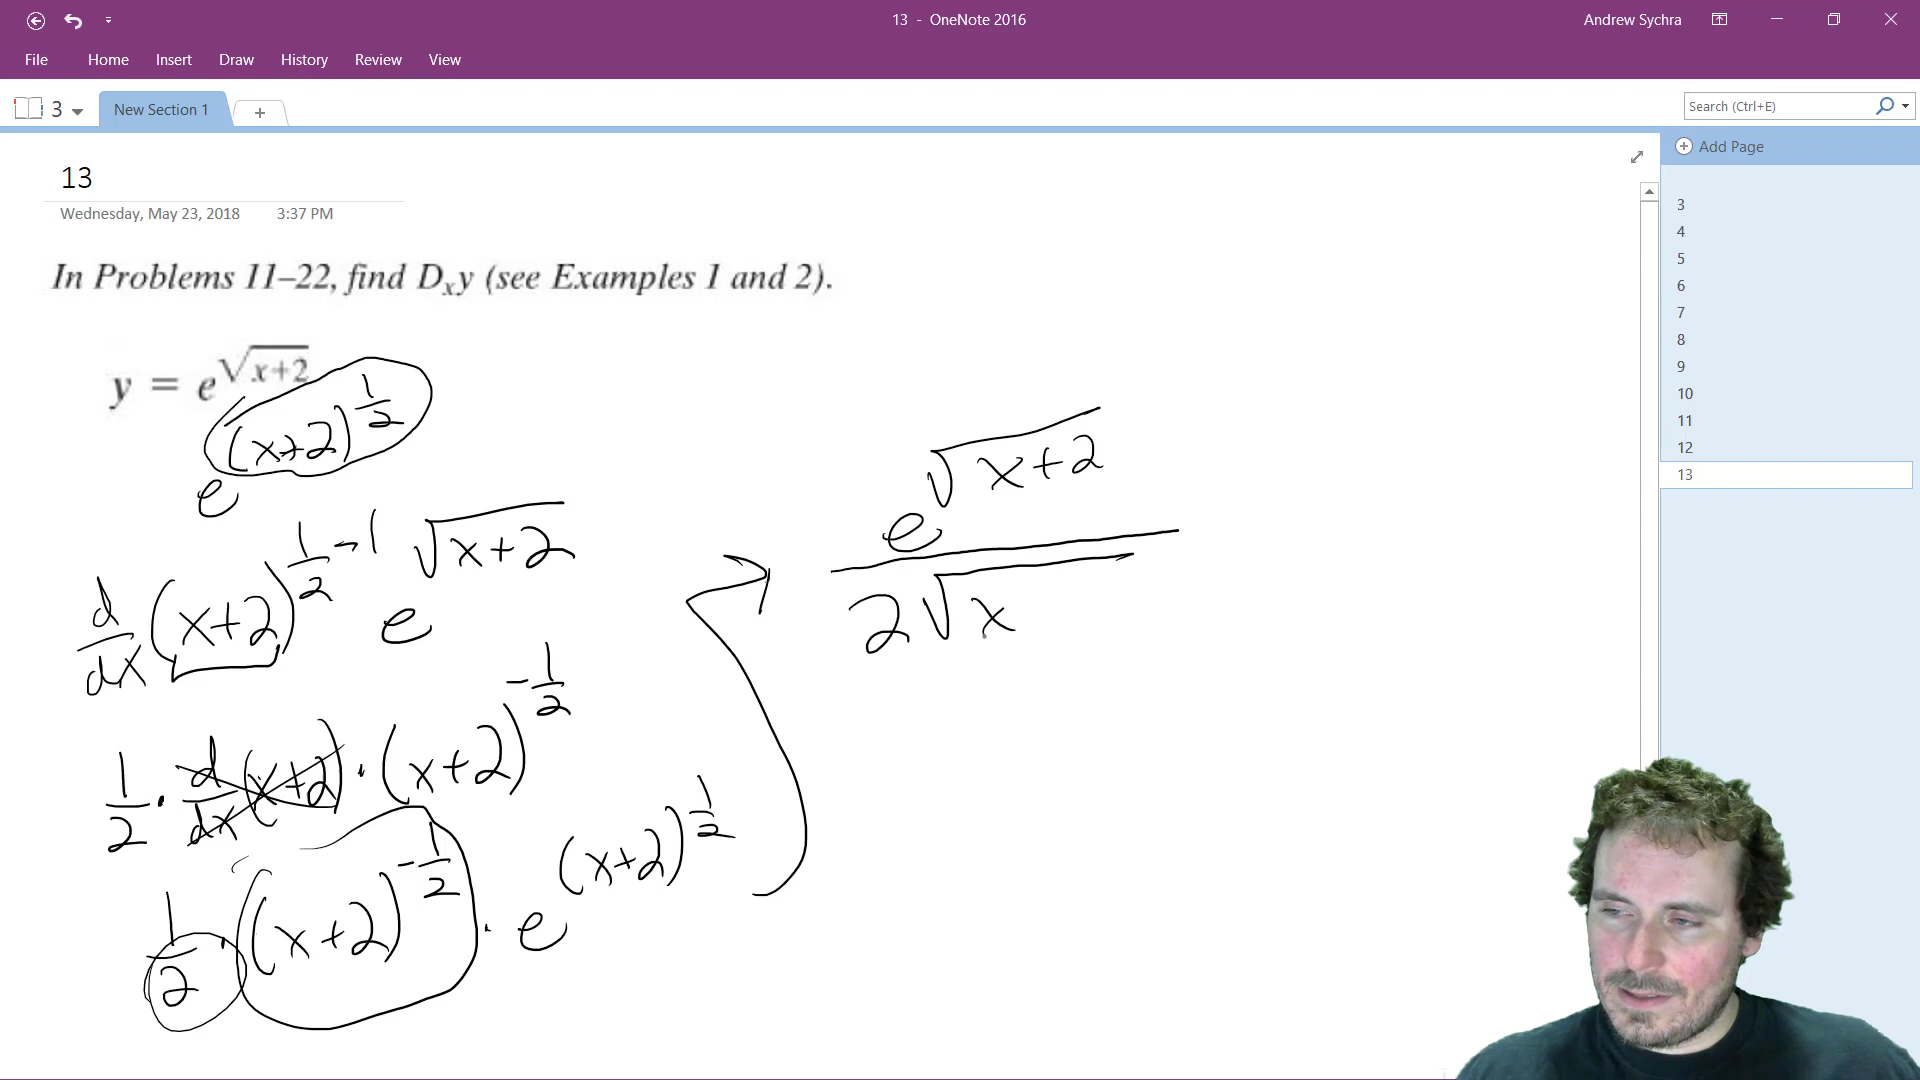 13 - OneNote 2016
Andrew Sychra
File Home Insert Draw History Review View
3 New Section 1 +
Search (Ctrl+E)
Add Page
3
4
5
6
7
8
9
10
11
12
13
13
Wednesday, May 23, 2018 3:37 PM
In Problems 11–22, find Dₓy (see Examples 1 and 2).
y = e^√(x+2)
e^(x+2)^(1/2)
d/dx (x+2)^(1/2 - 1) e^√(x+2)
1/2 · d/dx (x+2) · (x+2)^(-1/2)
1/2 · (x+2)^(-1/2) · e^(x+2)^(1/2)
e^√(x+2)
2√x